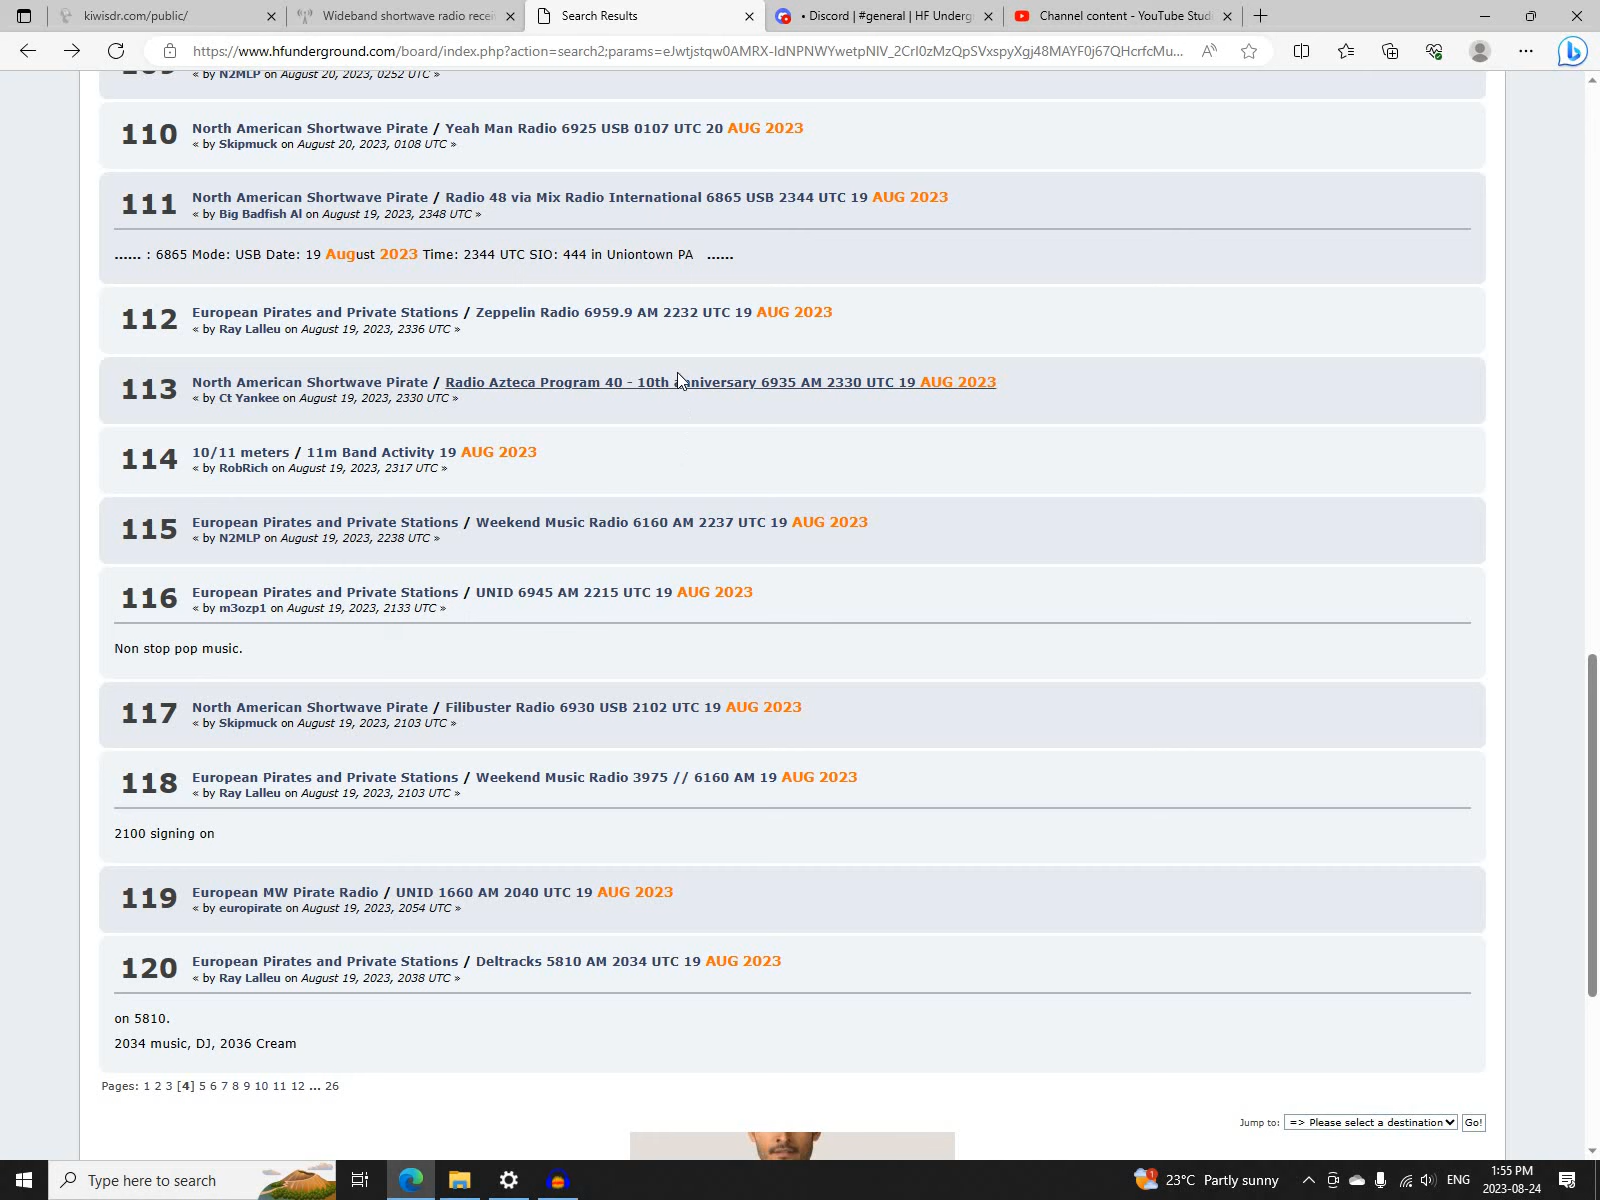 kiwisdr.com/public/
Wideband shortwave radio recei
Search Results
• Discord | #general | HF Underg
Channel content - YouTube Studi
https://www.hfunderground.com/board/index.php?action=search2;params=eJwtjstqw0AMRX-ldNPNWYwetpNIV_2CrI0zMzQpSVxspyXgj48MAYF0j67QHcrfcMu...
« by N2MLP on August 20, 2023, 0252 UTC »
110
North American Shortwave Pirate / Yeah Man Radio 6925 USB 0107 UTC 20 AUG 2023
« by Skipmuck on August 20, 2023, 0108 UTC »
111
North American Shortwave Pirate / Radio 48 via Mix Radio International 6865 USB 2344 UTC 19 AUG 2023
« by Big Badfish Al on August 19, 2023, 2348 UTC »
...... : 6865 Mode: USB Date: 19 August 2023 Time: 2344 UTC SIO: 444 in Uniontown PA ......
112
European Pirates and Private Stations / Zeppelin Radio 6959.9 AM 2232 UTC 19 AUG 2023
« by Ray Lalleu on August 19, 2023, 2336 UTC »
113
North American Shortwave Pirate / Radio Azteca Program 40 - 10th anniversary 6935 AM 2330 UTC 19 AUG 2023
« by Ct Yankee on August 19, 2023, 2330 UTC »
114
10/11 meters / 11m Band Activity 19 AUG 2023
« by RobRich on August 19, 2023, 2317 UTC »
115
European Pirates and Private Stations / Weekend Music Radio 6160 AM 2237 UTC 19 AUG 2023
« by N2MLP on August 19, 2023, 2238 UTC »
116
European Pirates and Private Stations / UNID 6945 AM 2215 UTC 19 AUG 2023
« by m3ozp1 on August 19, 2023, 2133 UTC »
Non stop pop music.
117
North American Shortwave Pirate / Filibuster Radio 6930 USB 2102 UTC 19 AUG 2023
« by Skipmuck on August 19, 2023, 2103 UTC »
118
European Pirates and Private Stations / Weekend Music Radio 3975 // 6160 AM 19 AUG 2023
« by Ray Lalleu on August 19, 2023, 2103 UTC »
2100 signing on
119
European MW Pirate Radio / UNID 1660 AM 2040 UTC 19 AUG 2023
« by europirate on August 19, 2023, 2054 UTC »
120
European Pirates and Private Stations / Deltracks 5810 AM 2034 UTC 19 AUG 2023
« by Ray Lalleu on August 19, 2023, 2038 UTC »
on 5810.
2034 music, DJ, 2036 Cream
Pages: 1 2 3 [4] 5 6 7 8 9 10 11 12 ... 26
Jump to: => Please select a destination Go!
Type here to search
23°C Partly sunny
ENG
1:55 PM
2023-08-24